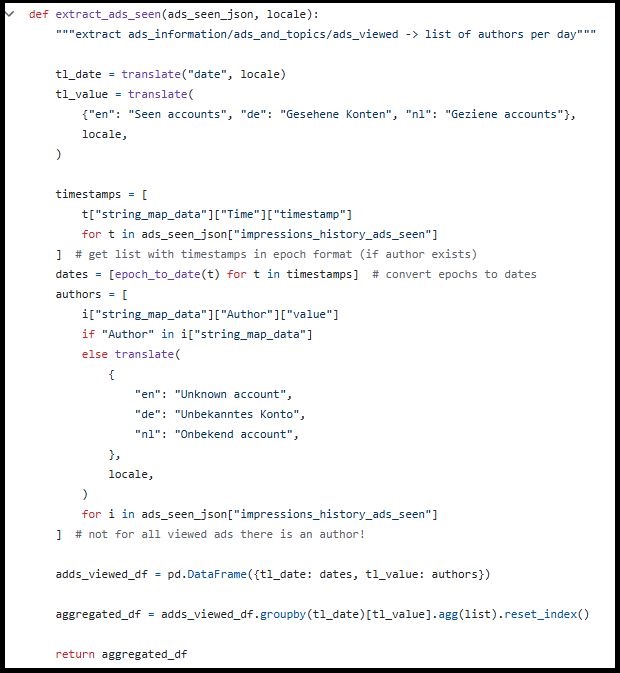 def extract_ads_seen(ads_seen_json, locale):
    """extract ads_information/ads_and_topics/ads_viewed -> list of authors per day"""

    tl_date = translate("date", locale)
    tl_value = translate(
        {"en": "Seen accounts", "de": "Gesehene Konten", "nl": "Geziene accounts"},
        locale,
    )

    timestamps = [
        t["string_map_data"]["Time"]["timestamp"]
        for t in ads_seen_json["impressions_history_ads_seen"]
    ]  # get list with timestamps in epoch format (if author exists)
    dates = [epoch_to_date(t) for t in timestamps]  # convert epochs to dates
    authors = [
        i["string_map_data"]["Author"]["value"]
        if "Author" in i["string_map_data"]
        else translate(
            {
                "en": "Unknown account",
                "de": "Unbekanntes Konto",
                "nl": "Onbekend account",
            },
            locale,
        )
        for i in ads_seen_json["impressions_history_ads_seen"]
    ]  # not for all viewed ads there is an author!

    adds_viewed_df = pd.DataFrame({tl_date: dates, tl_value: authors})

    aggregated_df = adds_viewed_df.groupby(tl_date)[tl_value].agg(list).reset_index()

    return aggregated_df